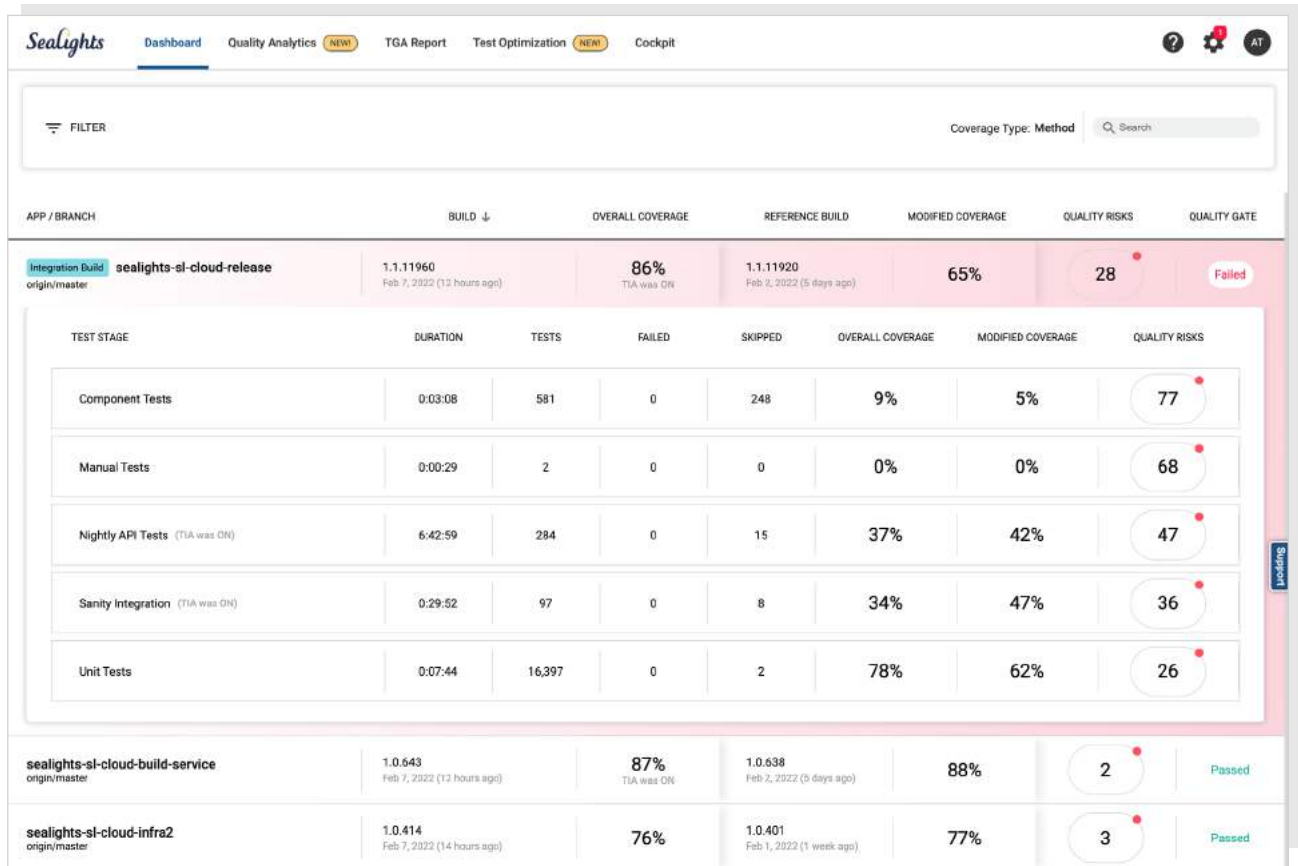 SeaLights Dashboard Quality Analytics NEW! TGA Report Test Optimization NEW! Cockpit 1 AT
FILTER Coverage Type: Method Search
APP / BRANCH BUILD ↓ OVERALL COVERAGE REFERENCE BUILD MODIFIED COVERAGE QUALITY RISKS QUALITY GATE
Integration Build sealights-sl-cloud-release 1.1.11960 86% 1.1.11920 65% 28 Failed
origin/master Feb 7, 2022 (12 hours ago) TIA was ON Feb 2, 2022 (5 days ago)
TEST STAGE DURATION TESTS FAILED SKIPPED OVERALL COVERAGE MODIFIED COVERAGE QUALITY RISKS
Component Tests 0:03:08 581 0 248 9% 5% 77
Manual Tests 0:00:29 2 0 0 0% 0% 68
Nightly API Tests (TIA was ON) 6:42:59 284 0 15 37% 42% 47
Sanity Integration (TIA was ON) 0:29:52 97 0 8 34% 47% 36
Unit Tests 0:07:44 16,397 0 2 78% 62% 26
Support
sealights-sl-cloud-build-service 1.0.643 87% 1.0.638 88% 2 Passed
origin/master Feb 7, 2022 (12 hours ago) TIA was ON Feb 2, 2022 (5 days ago)
sealights-sl-cloud-infra2 1.0.414 76% 1.0.401 77% 3 Passed
origin/master Feb 7, 2022 (14 hours ago) Feb 1, 2022 (1 week ago)